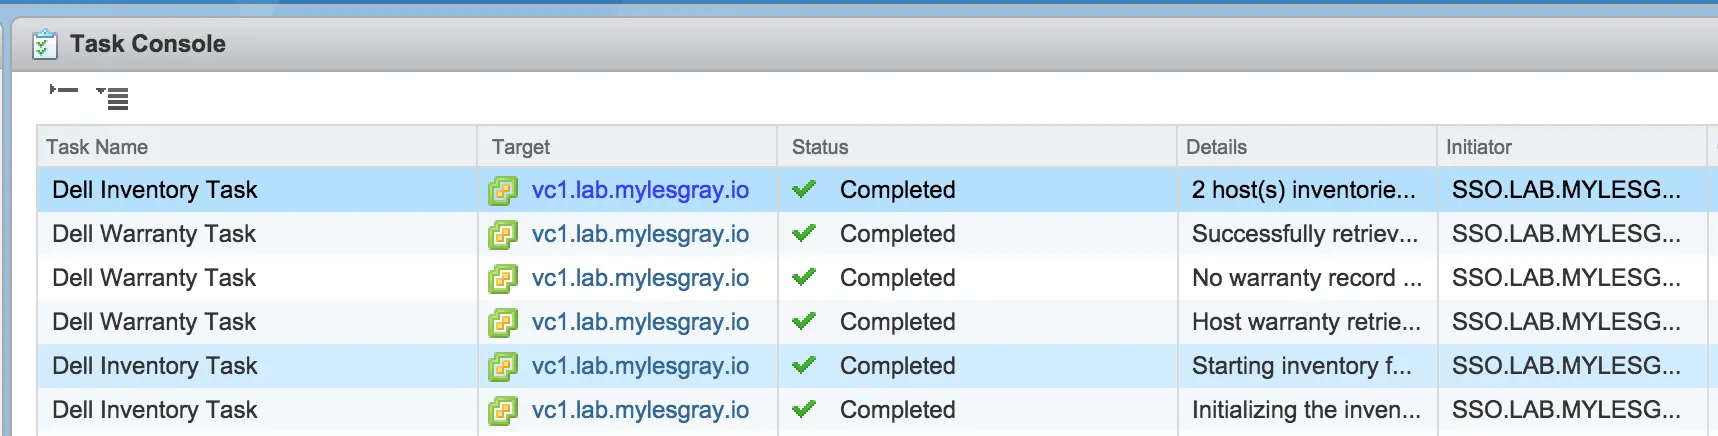 Task Console
Task Name Target Status Details Initiator
Dell Inventory Task vc1.lab.mylesgray.io Completed 2 host(s) inventorie... SSO.LAB.MYLESG...
Dell Warranty Task vc1.lab.mylesgray.io Completed Successfully retriev... SSO.LAB.MYLESG...
Dell Warranty Task vc1.lab.mylesgray.io Completed No warranty record ... SSO.LAB.MYLESG...
Dell Warranty Task vc1.lab.mylesgray.io Completed Host warranty retrie... SSO.LAB.MYLESG...
Dell Inventory Task vc1.lab.mylesgray.io Completed Starting inventory f... SSO.LAB.MYLESG...
Dell Inventory Task vc1.lab.mylesgray.io Completed Initializing the inven... SSO.LAB.MYLESG...